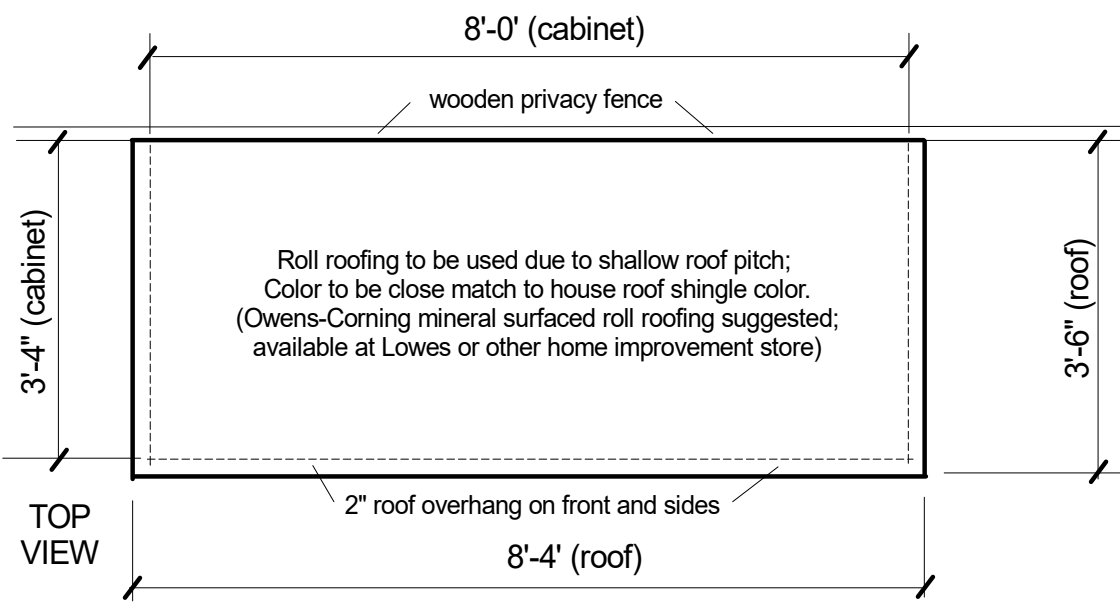 8'-0' (cabinet)
wooden privacy fence
3'-4" (cabinet)
Roll roofing to be used due to shallow roof pitch;
Color to be close match to house roof shingle color.
(Owens-Corning mineral surfaced roll roofing suggested;
available at Lowes or other home improvement store)
3'-6" (roof)
2" roof overhang on front and sides
TOP
VIEW
8'-4' (roof)